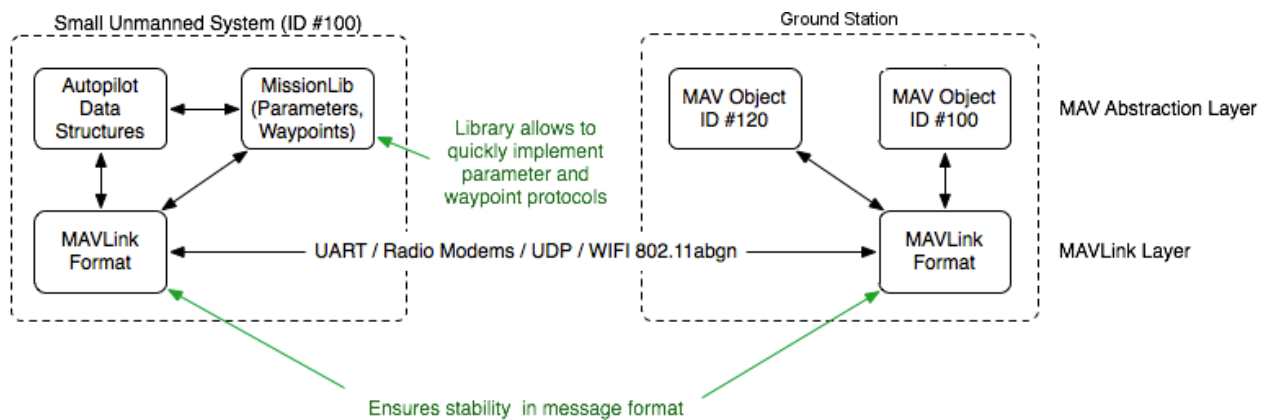 Small Unmanned System (ID #100)
Ground Station
Autopilot
Data
Structures
MissionLib
(Parameters,
Waypoints)
MAV Object
ID #120
MAV Object
ID #100
MAV Abstraction Layer
Library allows to
quickly implement
parameter and
waypoint protocols
MAVLink
Format
UART / Radio Modems / UDP / WIFI 802.11abgn
MAVLink
Format
MAVLink Layer
Ensures stability in message format